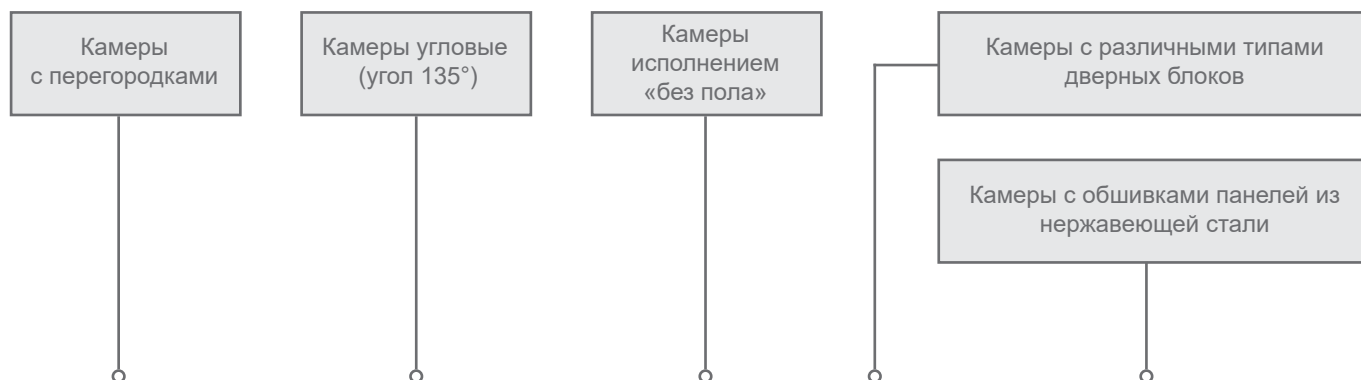 Камеры
с перегородками
Камеры угловые
(угол 135°)
Камеры
исполнением
«без пола»
Камеры с различными типами
дверных блоков
Камеры с обшивками панелей из
нержавеющей стали